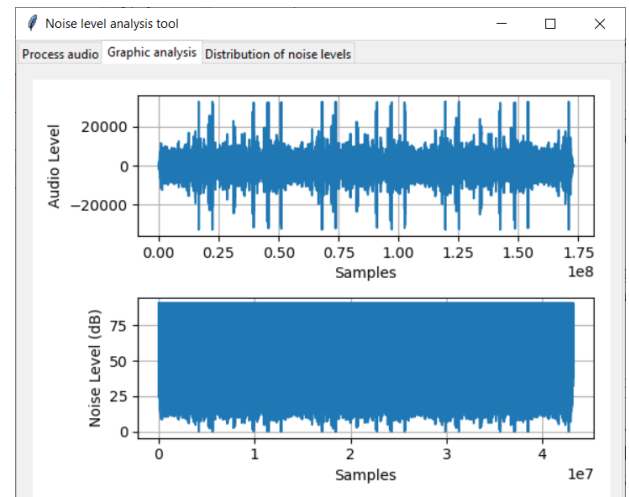 Noise level analysis tool
Process audio Graphic analysis Distribution of noise levels
Audio Level
20000
0
−20000
0.00 0.25 0.50 0.75 1.00 1.25 1.50 1.75
Samples
1e8
Noise Level (dB)
75
50
25
0
0 1 2 3 4
Samples
1e7